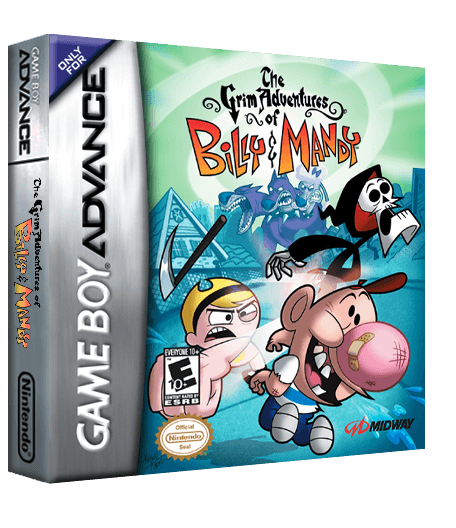 GAME BOY
ADVANCE
The
Grim Adventures
of
BILLY & MANDY
Nintendo
ONLY
FOR
GAME BOY ADVANCE
The
Grim Adventures
of
BILLY & MANDY
EVERYONE 10+
E
10+
CONTENT RATED BY
ESRB
Official
Nintendo
Seal
MIDWAY